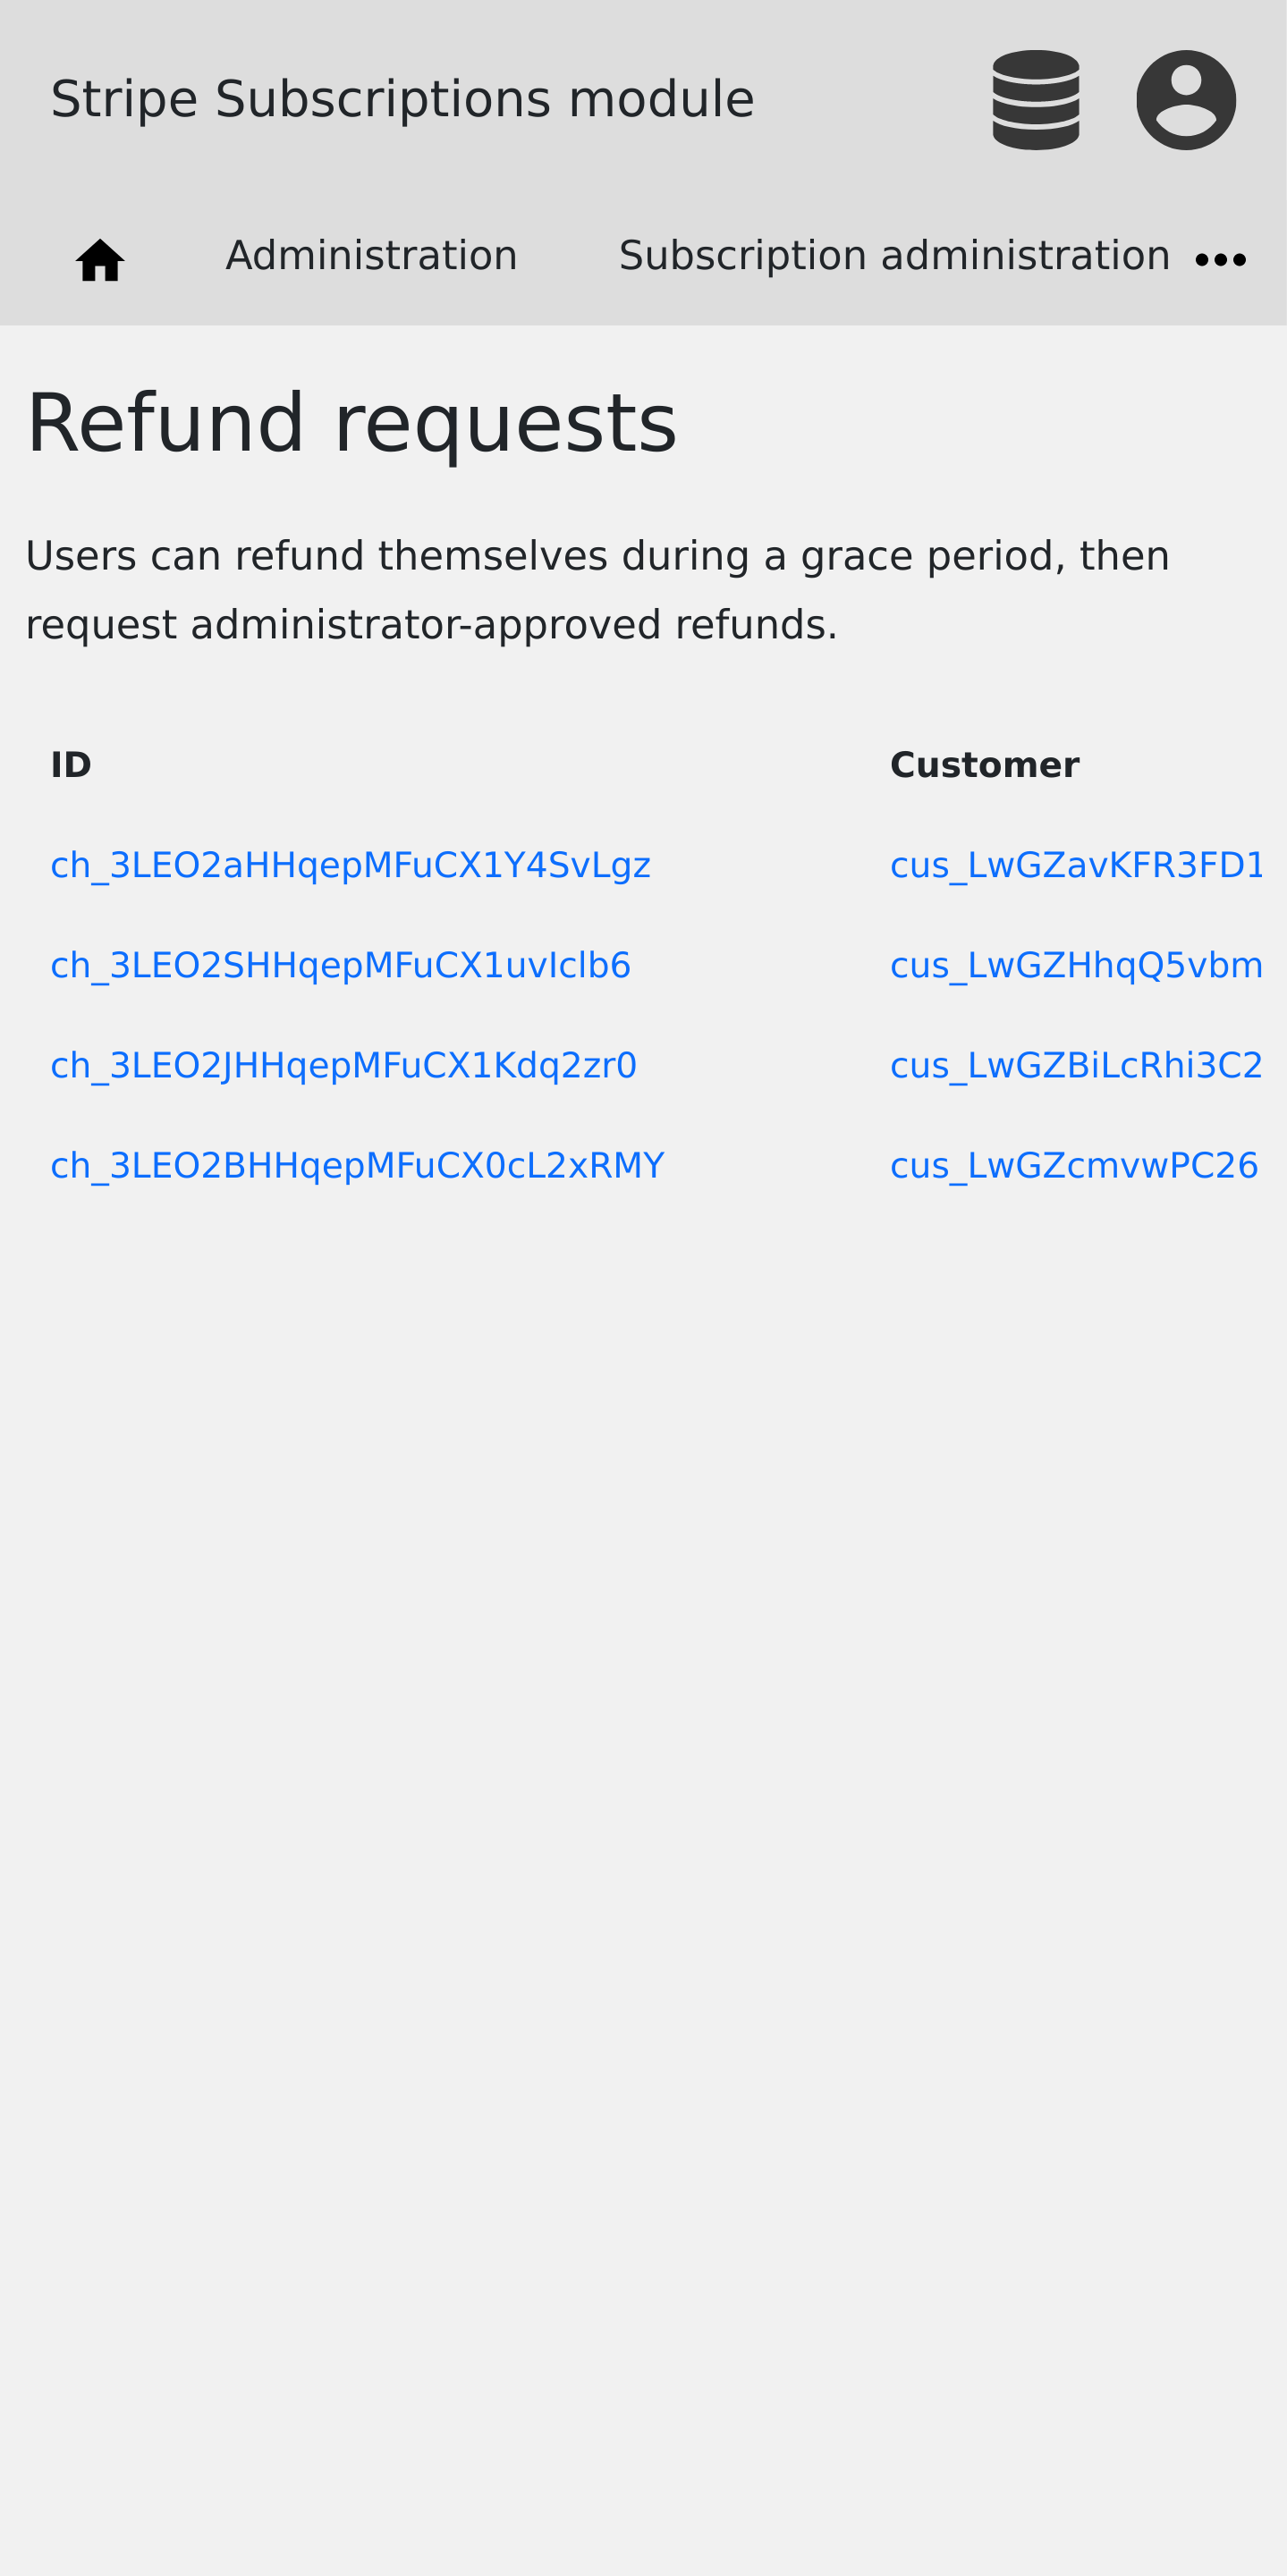 Stripe Subscriptions module
Administration Subscription administration
Refund requests
Users can refund themselves during a grace period, then
request administrator-approved refunds.
ID Customer
ch_3LEO2aHHqepMFuCX1Y4SvLgz cus_LwGZavKFR3FD1
ch_3LEO2SHHqepMFuCX1uvIclb6 cus_LwGZHhqQ5vbm
ch_3LEO2JHHqepMFuCX1Kdq2zr0 cus_LwGZBiLcRhi3C2
ch_3LEO2BHHqepMFuCX0cL2xRMY cus_LwGZcmvwPC26